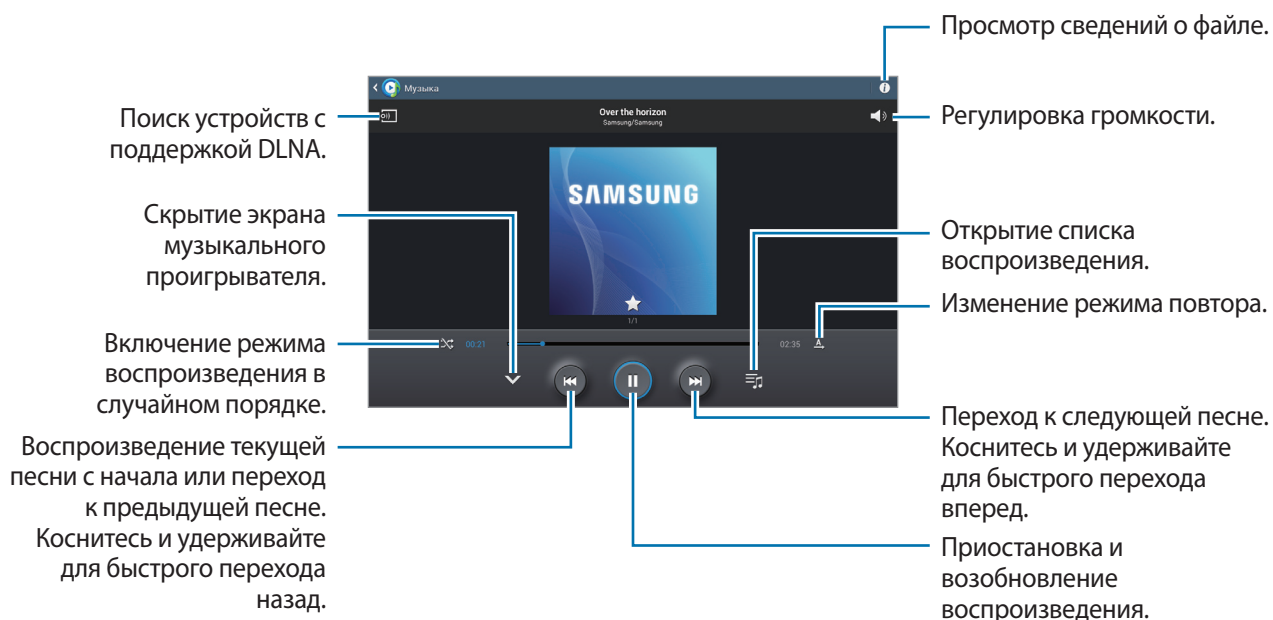 Просмотр сведений о файле.
Музыка
Поиск устройств с
поддержкой DLNA.
Over the horizon
Samsung/Samsung
Регулировка громкости.
SAMSUNG
Скрытие экрана
музыкального
проигрывателя.
Открытие списка
воспроизведения.
1/1
Изменение режима повтора.
Включение режима
воспроизведения в
случайном порядке.
00:21
02:35
A
Воспроизведение текущей
песни с начала или переход
к предыдущей песне.
Коснитесь и удерживайте
для быстрого перехода
назад.
Переход к следующей песне.
Коснитесь и удерживайте
для быстрого перехода
вперед.
Приостановка и
возобновление
воспроизведения.